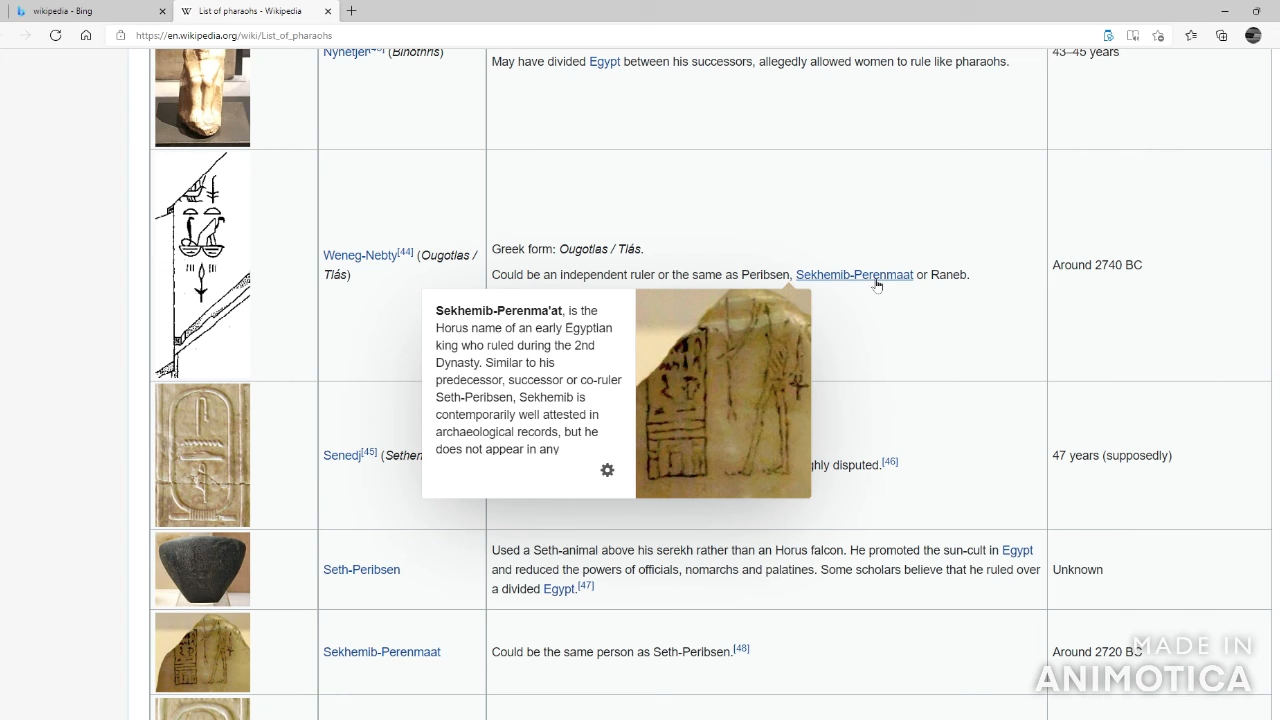 wikipedia - Bing
List of pharaohs - Wikipedia
https://en.wikipedia.org/wiki/List_of_pharaohs
Nynetjer (Binothris)
May have divided Egypt between his successors, allegedly allowed women to rule like pharaohs.
43–45 years
Weneg-Nebty[44] (Ougotlas /
Tlás)
Greek form: Ougotlas / Tlás.
Could be an independent ruler or the same as Peribsen, Sekhemib-Perenmaat or Raneb.
Around 2740 BC
Sekhemib-Perenma'at, is the
Horus name of an early Egyptian
king who ruled during the 2nd
Dynasty. Similar to his
predecessor, successor or co-ruler
Seth-Peribsen, Sekhemib is
contemporarily well attested in
archaeological records, but he
does not appear in any
Senedj[45] (Sethen
ghly disputed.[46]
47 years (supposedly)
Seth-Peribsen
Used a Seth-animal above his serekh rather than an Horus falcon. He promoted the sun-cult in Egypt
and reduced the powers of officials, nomarchs and palatines. Some scholars believe that he ruled over
a divided Egypt.[47]
Unknown
Sekhemib-Perenmaat
Could be the same person as Seth-Peribsen.[48]
Around 2720 BC
MADE IN
ANIMOTICA